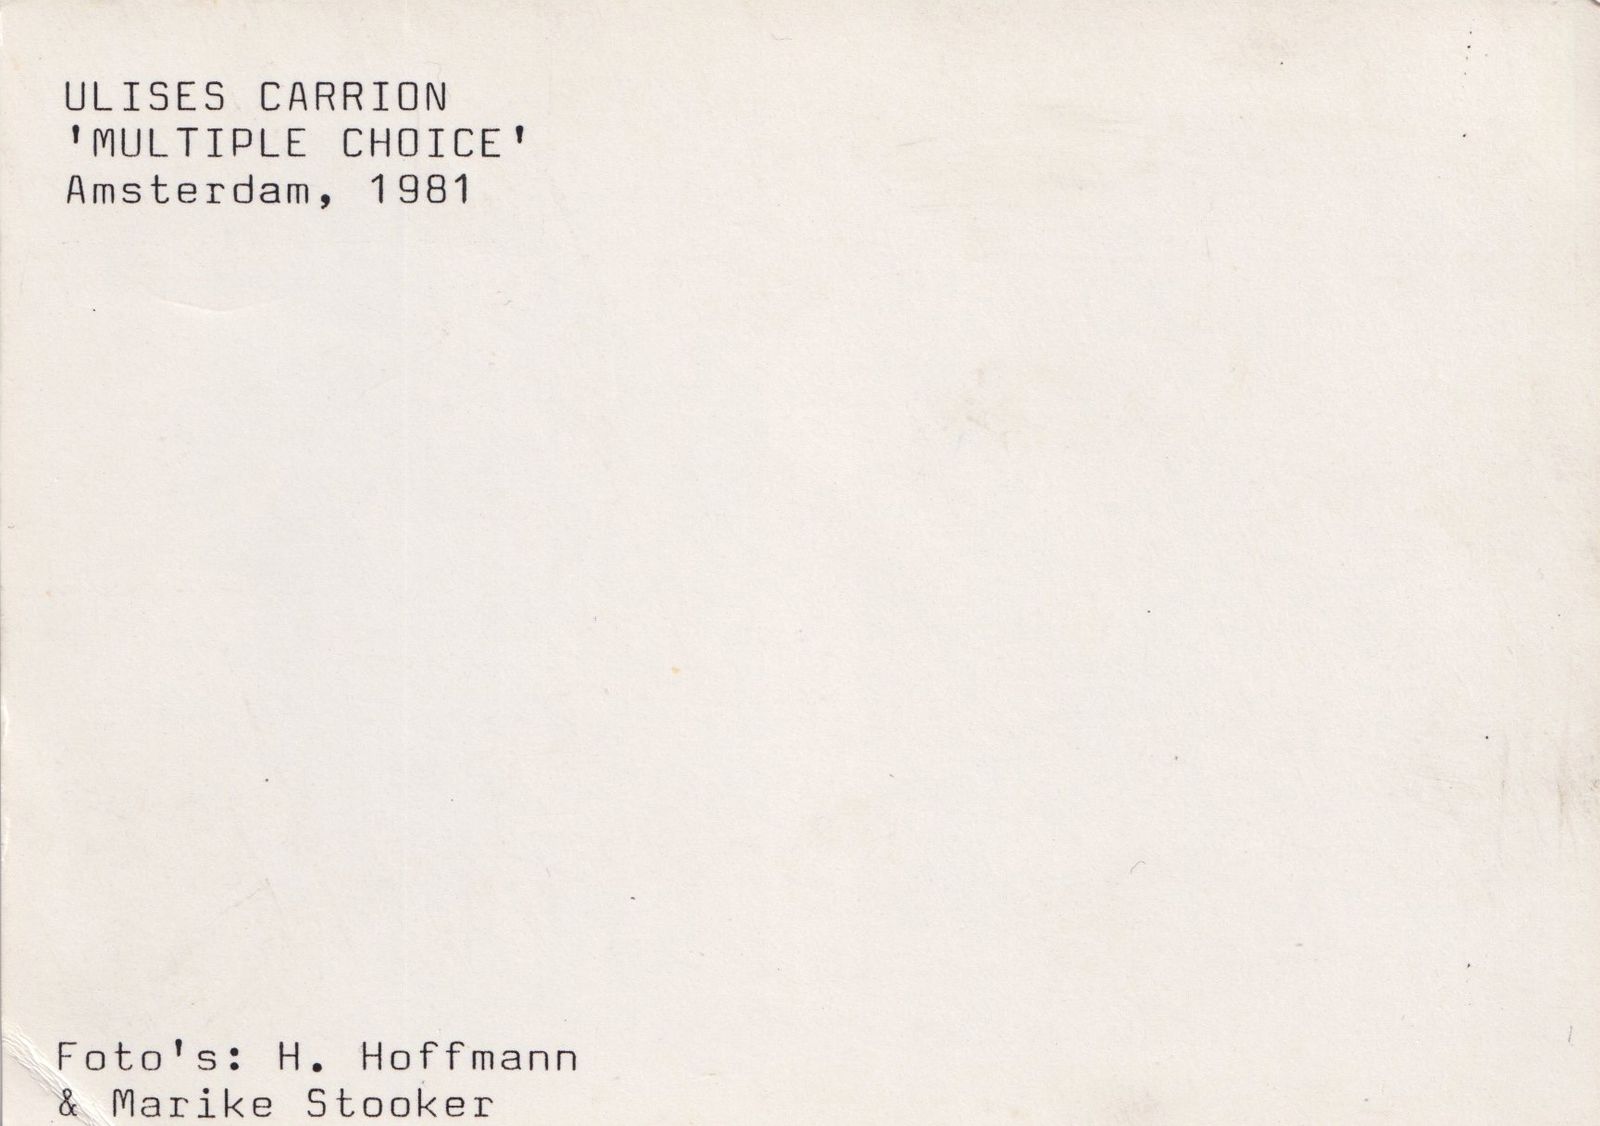 ULISES CARRION
'MULTIPLE CHOICE'
Amsterdam, 1981
Foto's: H. Hoffmann
& Marike Stooker